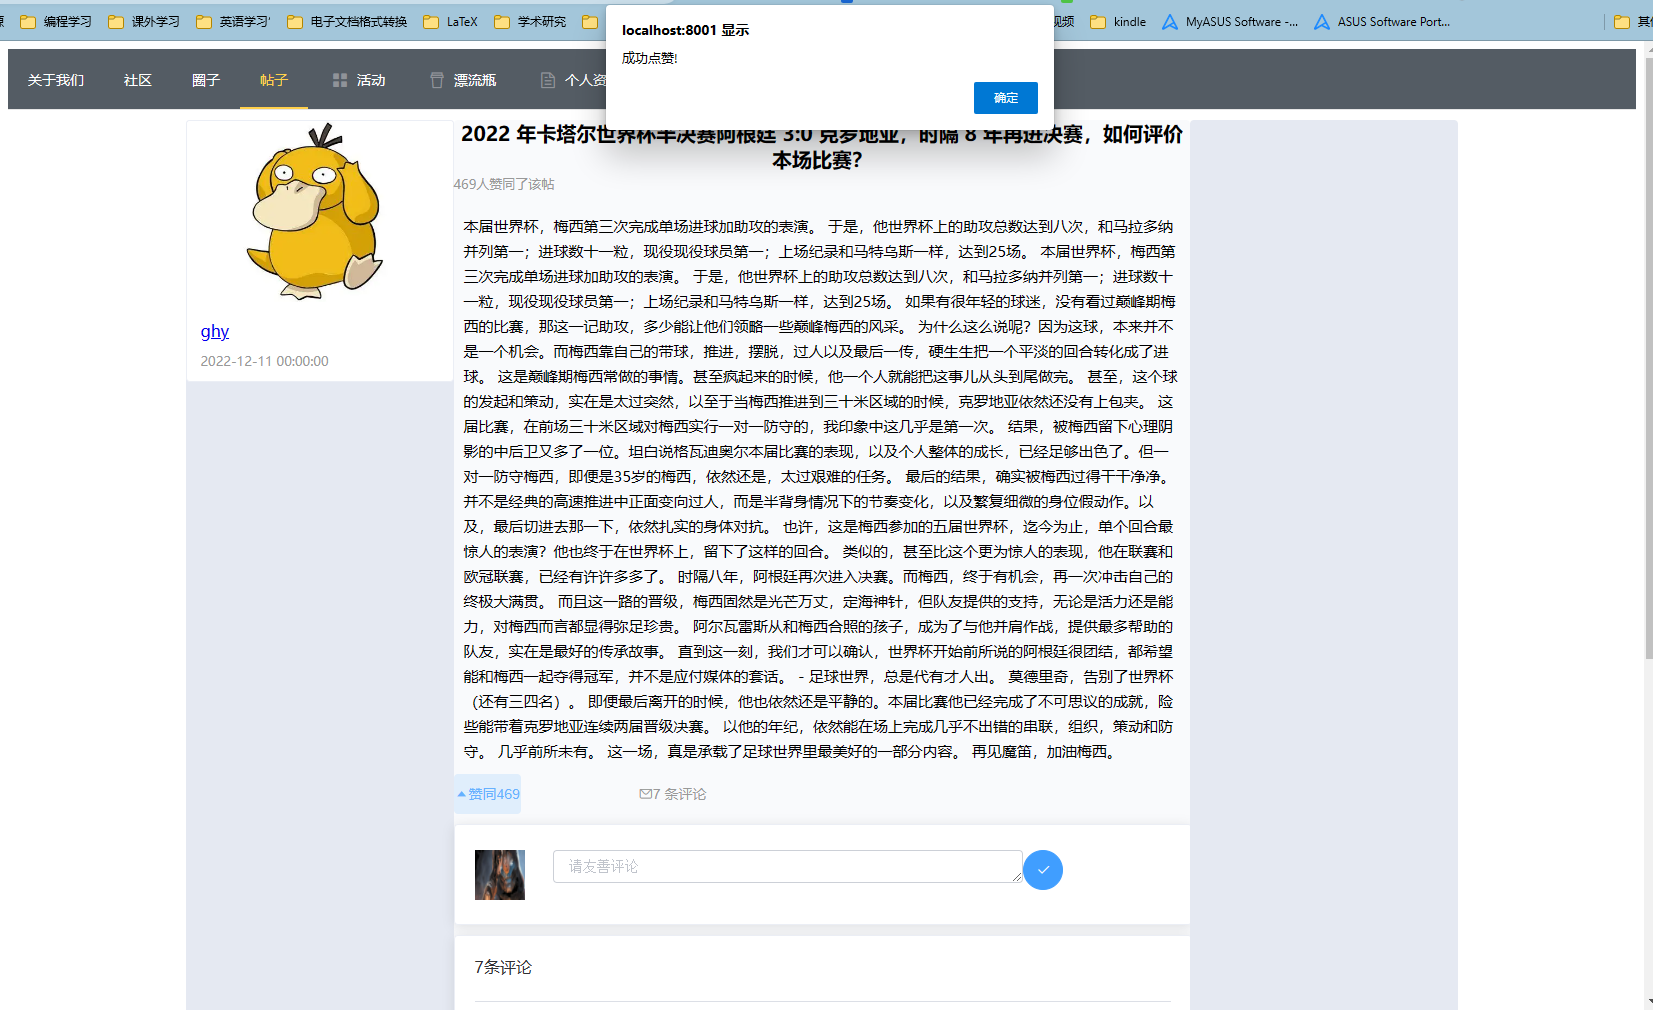 编程学习 课外学习 英语学习' 电子文档格式转换 LaTeX 学术研究 视频 kindle MyASUS Software -... ASUS Software Port...
localhost:8001 显示
成功点赞!
确定
关于我们 社区 圈子 帖子 活动 漂流瓶 个人资
2022 年卡塔尔世界杯半决赛阿根廷 3:0 克罗地亚，时隔 8 年再进决赛，如何评价
本场比赛？
469人赞同了该帖
ghy
2022-12-11 00:00:00
本届世界杯，梅西第三次完成单场进球加助攻的表演。 于是，他世界杯上的助攻总数达到八次，和马拉多纳
并列第一；进球数十一粒，现役现役球员第一；上场纪录和马特乌斯一样，达到25场。 本届世界杯，梅西第
三次完成单场进球加助攻的表演。 于是，他世界杯上的助攻总数达到八次，和马拉多纳并列第一；进球数十
一粒，现役现役球员第一；上场纪录和马特乌斯一样，达到25场。 如果有很年轻的球迷，没有看过巅峰期梅
西的比赛，那这一记助攻，多少能让他们领略一些巅峰梅西的风采。 为什么这么说呢？因为这球，本来并不
是一个机会。而梅西靠自己的带球，推进，摆脱，过人以及最后一传，硬生生把一个平淡的回合转化成了进
球。 这是巅峰期梅西常做的事情。甚至疯起来的时候，他一个人就能把这事儿从头到尾做完。 甚至，这个球
的发起和策动，实在是太过突然，以至于当梅西推进到三十米区域的时候，克罗地亚依然还没有上包夹。 这
届比赛，在前场三十米区域对梅西实行一对一防守的，我印象中这几乎是第一次。 结果，被梅西留下心理阴
影的中后卫又多了一位。坦白说格瓦迪奥尔本届比赛的表现，以及个人整体的成长，已经足够出色了。但一
对一防守梅西，即便是35岁的梅西，依然还是，太过艰难的任务。 最后的结果，确实被梅西过得干干净净。
并不是经典的高速推进中正面变向过人，而是半背身情况下的节奏变化，以及繁复细微的身位假动作。以
及，最后切进去那一下，依然扎实的身体对抗。 也许，这是梅西参加的五届世界杯，迄今为止，单个回合最
惊人的表演？他也终于在世界杯上，留下了这样的回合。 类似的，甚至比这个更为惊人的表现，他在联赛和
欧冠联赛，已经有许许多多了。 时隔八年，阿根廷再次进入决赛。而梅西，终于有机会，再一次冲击自己的
终极大满贯。 而且这一路的晋级，梅西固然是光芒万丈，定海神针，但队友提供的支持，无论是活力还是能
力，对梅西而言都显得弥足珍贵。 阿尔瓦雷斯从和梅西合照的孩子，成为了与他并肩作战，提供最多帮助的
队友，实在是最好的传承故事。 直到这一刻，我们才可以确认，世界杯开始前所说的阿根廷很团结，都希望
能和梅西一起夺得冠军，并不是应付媒体的套话。 - 足球世界，总是代有才人出。 莫德里奇，告别了世界杯
（还有三四名）。 即便最后离开的时候，他也依然还是平静的。本届比赛他已经完成了不可思议的成就，险
些能带着克罗地亚连续两届晋级决赛。 以他的年纪，依然能在场上完成几乎不出错的串联，组织，策动和防
守。 几乎前所未有。 这一场，真是承载了足球世界里最美好的一部分内容。 再见魔笛，加油梅西。
赞同469 7 条评论
请友善评论
7条评论